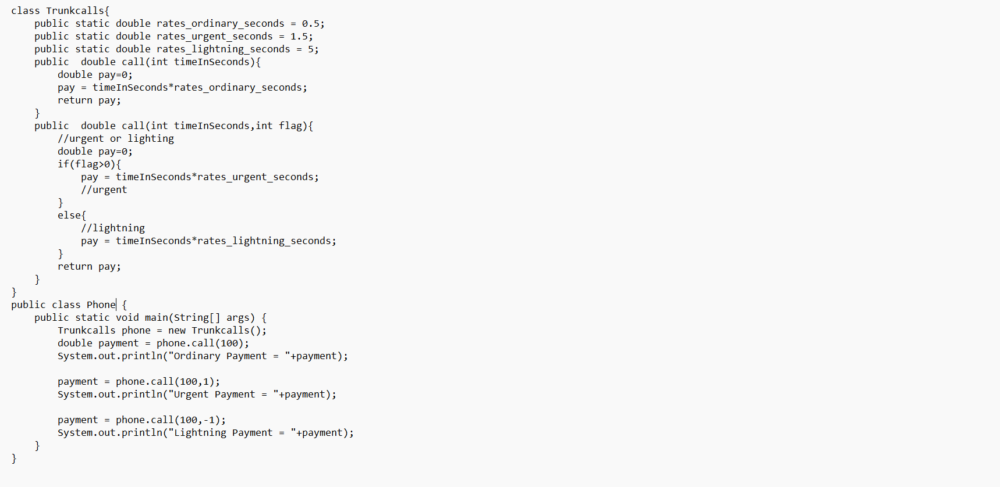 class Trunkcalls{
    public static double rates_ordinary_seconds = 0.5;
    public static double rates_urgent_seconds = 1.5;
    public static double rates_lightning_seconds = 5;
    public  double call(int timeInSeconds){
        double pay=0;
        pay = timeInSeconds*rates_ordinary_seconds;
        return pay;
    }
    public  double call(int timeInSeconds,int flag){
        //urgent or lighting
        double pay=0;
        if(flag>0){
            pay = timeInSeconds*rates_urgent_seconds;
            //urgent
        }
        else{
            //lightning
            pay = timeInSeconds*rates_lightning_seconds;
        }
        return pay;
    }
}
public class Phone {
    public static void main(String[] args) {
        Trunkcalls phone = new Trunkcalls();
        double payment = phone.call(100);
        System.out.println("Ordinary Payment = "+payment);

        payment = phone.call(100,1);
        System.out.println("Urgent Payment = "+payment);

        payment = phone.call(100,-1);
        System.out.println("Lightning Payment = "+payment);
    }
}